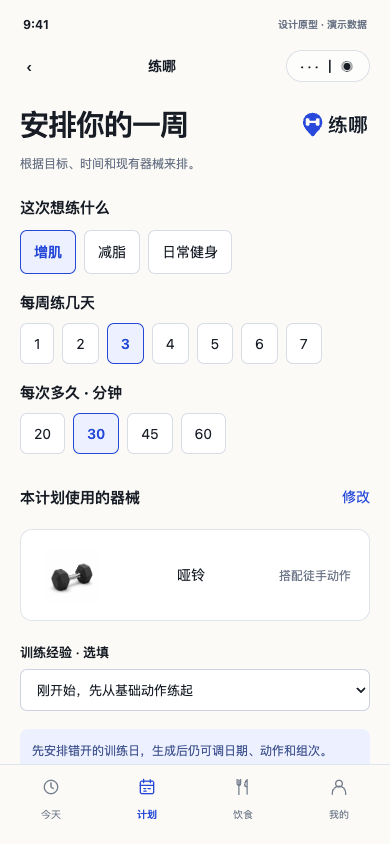 9:41
设计原型 · 演示数据
‹ 练哪
安排你的一周
练哪
根据目标、时间和现有器械来排。
这次想练什么
增肌 减脂 日常健身
每周练几天
1 2 3 4 5 6 7
每次多久 · 分钟
20 30 45 60
本计划使用的器械 修改
哑铃 搭配徒手动作
训练经验 · 选填
刚开始，先从基础动作练起
先安排错开的训练日，生成后仍可调日期、动作和组次。
今天 计划 饮食 我的